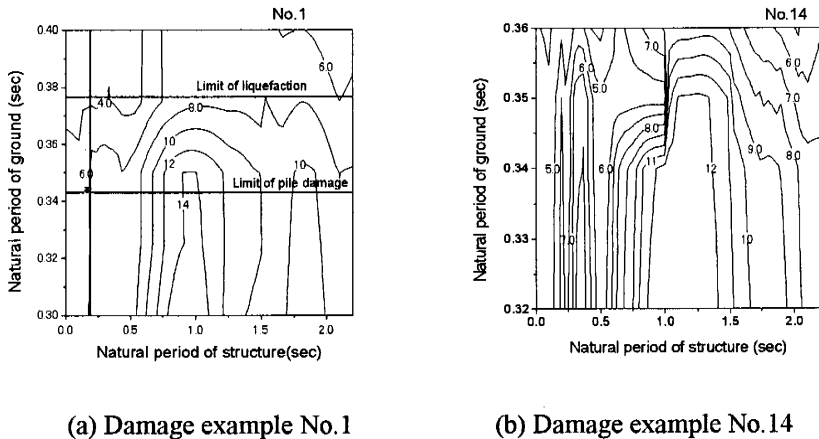 No.1
0.40
0.38
0.36
0.34
0.32
0.30
Natural period of ground (sec)
6.0
Limit of liquefaction
4.0
8.0
10
12
6.0
10
Limit of pile damage
14
0.0 0.5 1.0 1.5 2.0
Natural period of structure(sec)
(a) Damage example No.1
No.14
0.36
0.35
0.34
0.33
0.32
Natural period of ground (sec)
7.0
6.0
5.0
6.0
7.0
8.0
6.0
5.0
11
9.0
8.0
12
7.0
10
0.0 0.5 1.0 1.5 2.0
Natural period of structure (sec)
(b) Damage example No.14